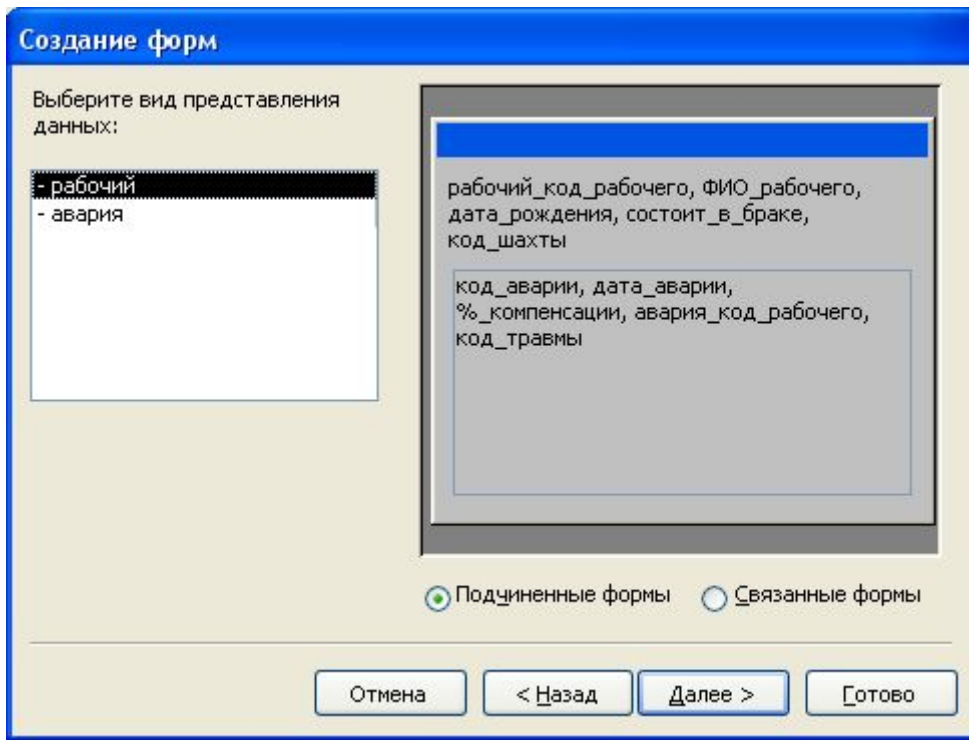 Создание форм
Выберите вид представления
данных:
- рабочий
- авария
рабочий_код_рабочего, ФИО_рабочего,
дата_рождения, состоит_в_браке,
код_шахты
код_аварии, дата_аварии,
%_компенсации, авария_код_рабочего,
код_травмы
Подчиненные формы
Связанные формы
Отмена
< Назад
Далее >
Готово